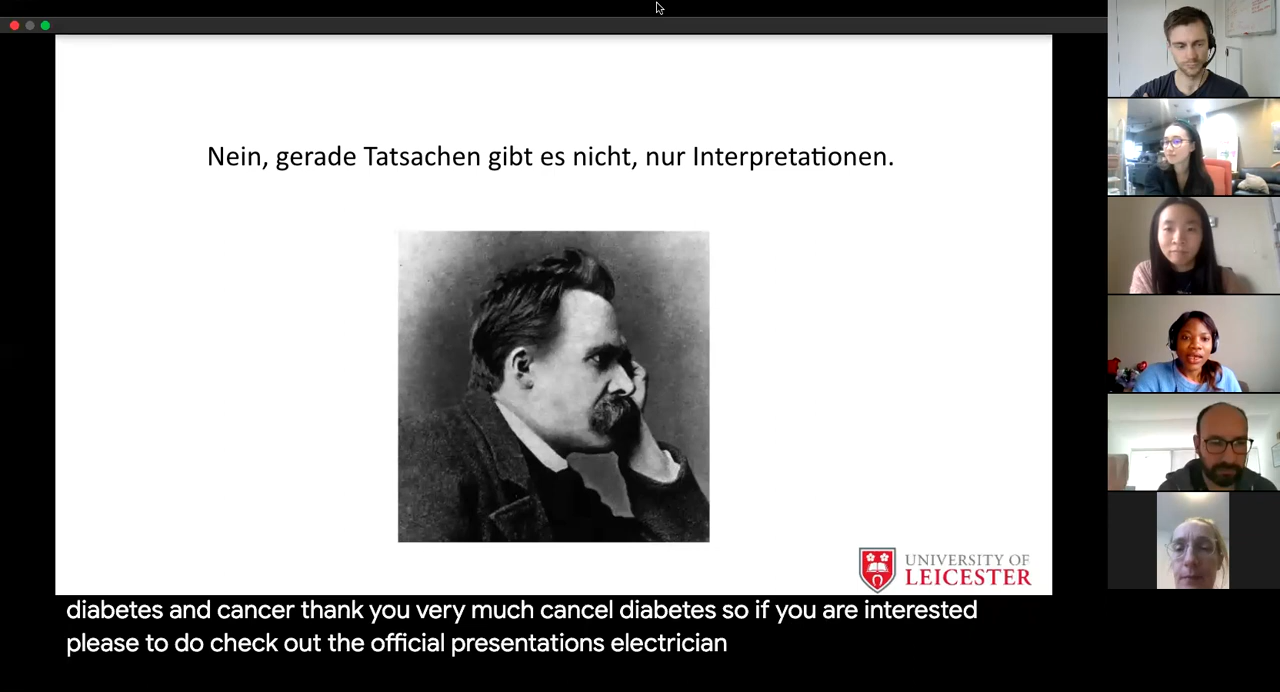 Nein, gerade Tatsachen gibt es nicht, nur Interpretationen.
UNIVERSITY OF
LEICESTER
diabetes and cancer thank you very much cancel diabetes so if you are interested
please to do check out the official presentations electrician